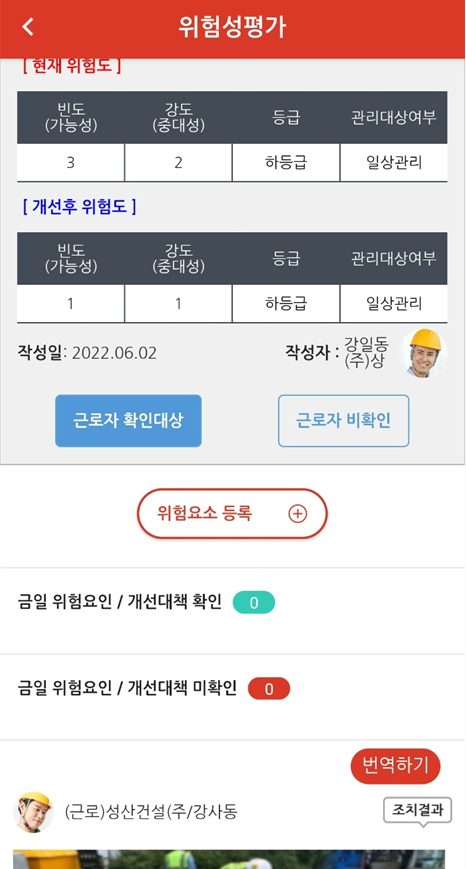 위험성평가
[ 현재 위험도 ]
빈도
(가능성)
강도
(중대성)
등급
관리대상여부
3
2
하등급
일상관리
[ 개선후 위험도 ]
빈도
(가능성)
강도
(중대성)
등급
관리대상여부
1
1
하등급
일상관리
작성일: 2022.06.02
작성자 : 강일동
(주)상
근로자 확인대상
근로자 비확인
위험요소 등록
금일 위험요인 / 개선대책 확인 0
금일 위험요인 / 개선대책 미확인 0
번역하기
(근로)성산건설(주/강사동
조치결과